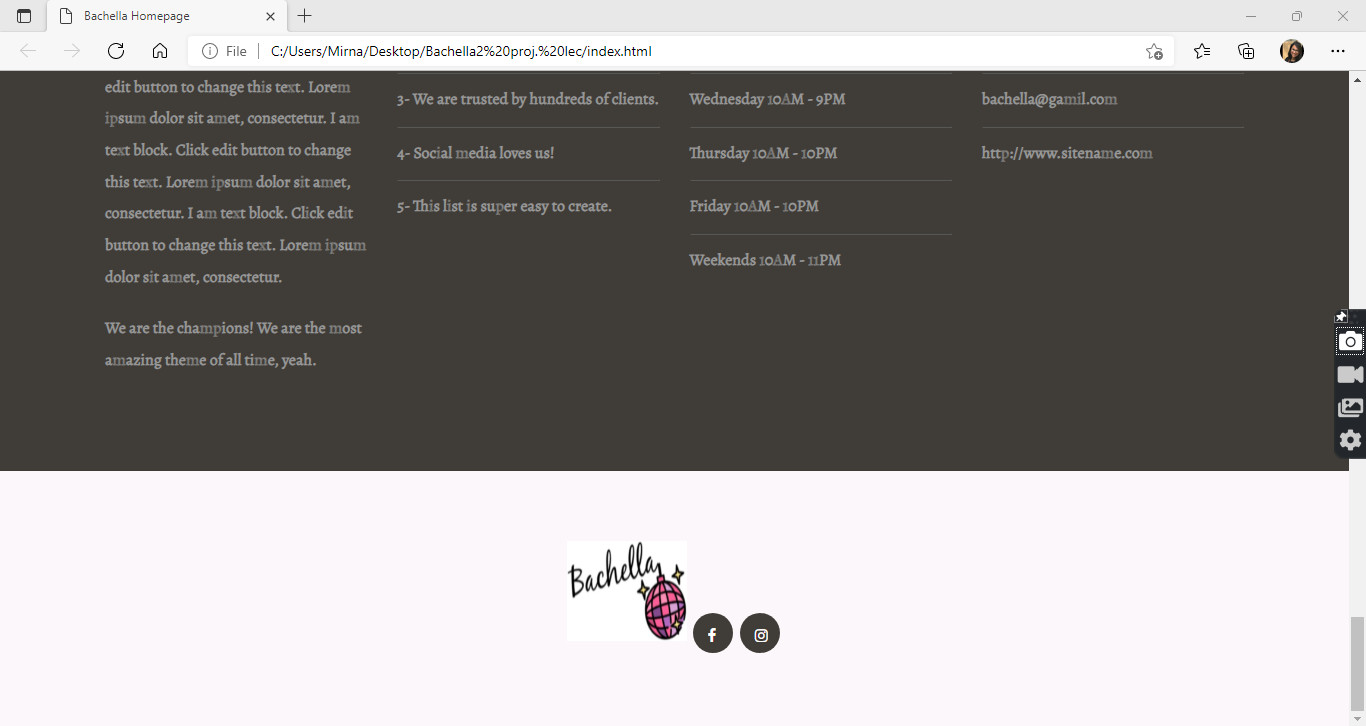 Bachella Homepage
File
C:/Users/Mirna/Desktop/Bachella2%20proj.%20lec/index.html
edit button to change this text. Lorem
ipsum dolor sit amet, consectetur. I am
text block. Click edit button to change
this text. Lorem ipsum dolor sit amet,
consectetur. I am text block. Click edit
button to change this text. Lorem ipsum
dolor sit amet, consectetur.
We are the champions! We are the most
amazing theme of all time, yeah.
3- We are trusted by hundreds of clients.
4- Social media loves us!
5- This list is super easy to create.
Wednesday 10AM - 9PM
Thursday 10AM - 10PM
Friday 10AM - 10PM
Weekends 10AM - 11PM
bachella@gamil.com
http://www.sitename.com
Bachella